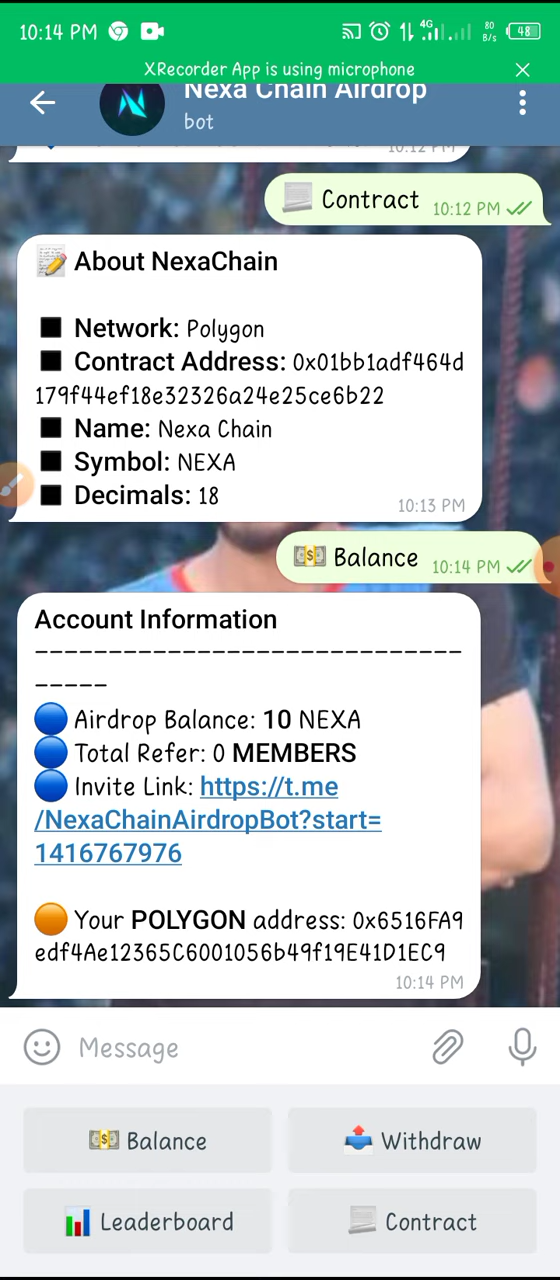 10:14 PM 4G 80 B/s 48
XRecorder App is using microphone
Nexa Chain Airdrop
bot
10:12 PM
Contract 10:12 PM
About NexaChain
Network: Polygon
Contract Address: 0x01bb1adf464d
179f44ef18e32326a24e25ce6b22
Name: Nexa Chain
Symbol: NEXA
Decimals: 18
10:13 PM
Balance 10:14 PM
Account Information
------------------------------
-----
Airdrop Balance: 10 NEXA
Total Refer: 0 MEMBERS
Invite Link: https://t.me
/NexaChainAirdropBot?start=
1416767976
Your POLYGON address: 0x6516FA9
edf4Ae12365C6001056b49f19E41D1EC9
10:14 PM
Message
Balance
Withdraw
Leaderboard
Contract